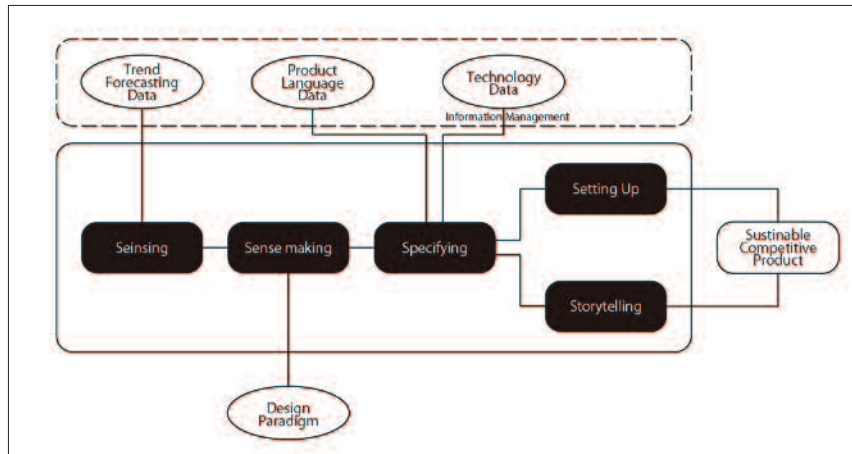 Trend
Forecasting
Data
Product
Language
Data
Technology
Data
Information Management
Setting Up
Seinsing
Sense making
Specifying
Sustinable
Competitive
Product
Storytelling
Design
Paradigm